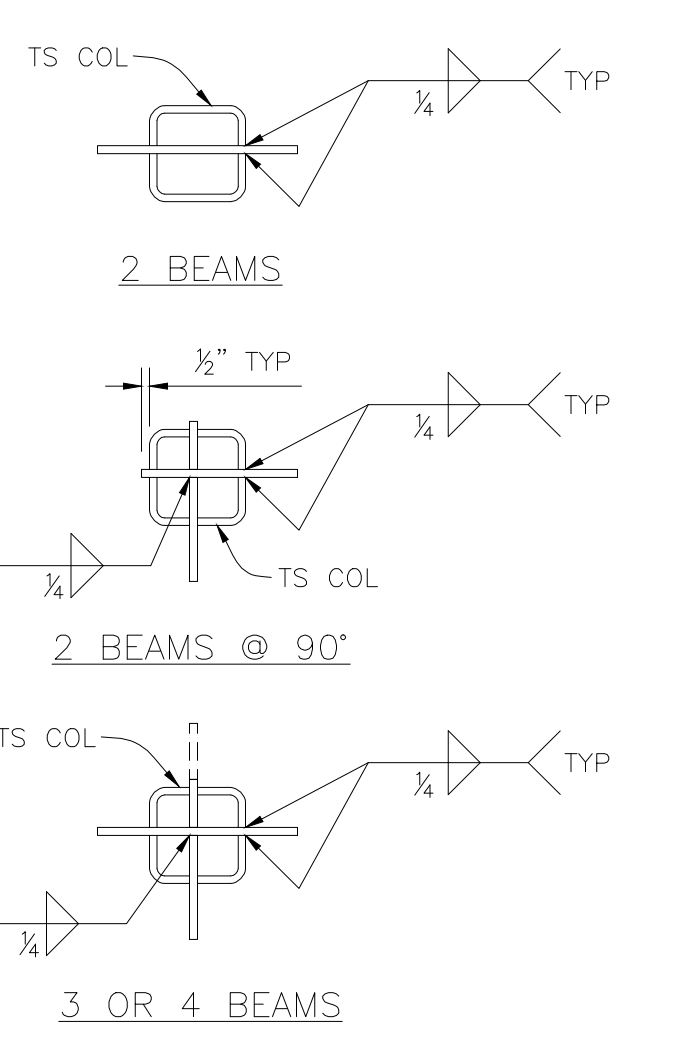 TS COL
TYP
1/4
2 BEAMS
1/2" TYP
TYP
1/4
1/4
TS COL
2 BEAMS @ 90°
TS COL
TYP
1/4
1/4
3 OR 4 BEAMS